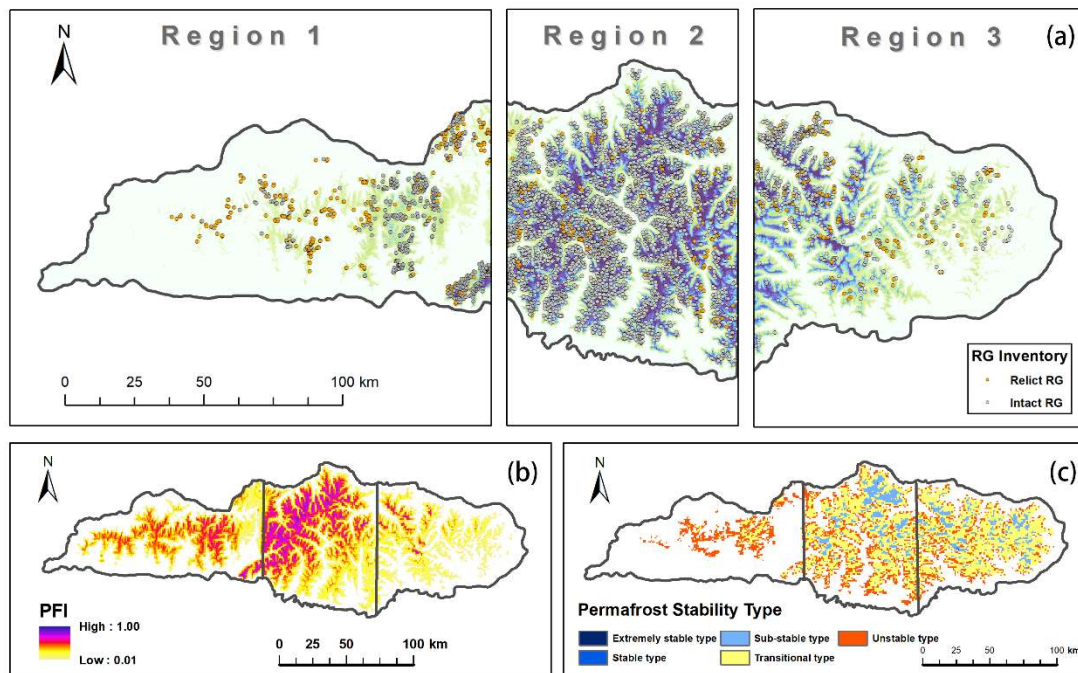 Region 1
Region 2
Region 3
(a)
N
0 25 50 100 km
RG Inventory
Relict RG
Intact RG
N
(b)
PFI
High : 1.00
Low : 0.01
0 25 50 100 km
N
(c)
Permafrost Stability Type
Extremely stable type
Sub-stable type
Unstable type
Stable type
Transitional type
0 25 50 100 km